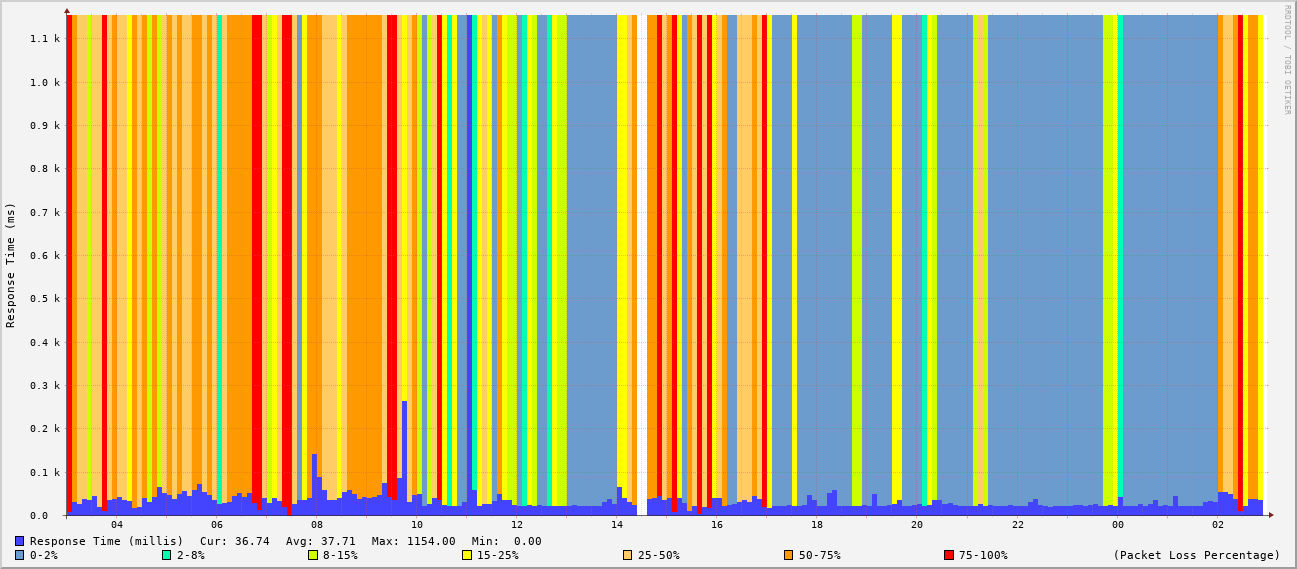 RRDTOOL / TOBI OETIKER
Response Time (ms)
1.1 k
1.0 k
0.9 k
0.8 k
0.7 k
0.6 k
0.5 k
0.4 k
0.3 k
0.2 k
0.1 k
0.0
04 06 08 10 12 14 16 18 20 22 00 02
Response Time (millis) Cur: 36.74 Avg: 37.71 Max: 1154.00 Min: 0.00
0-2% 2-8% 8-15% 15-25% 25-50% 50-75% 75-100% (Packet Loss Percentage)